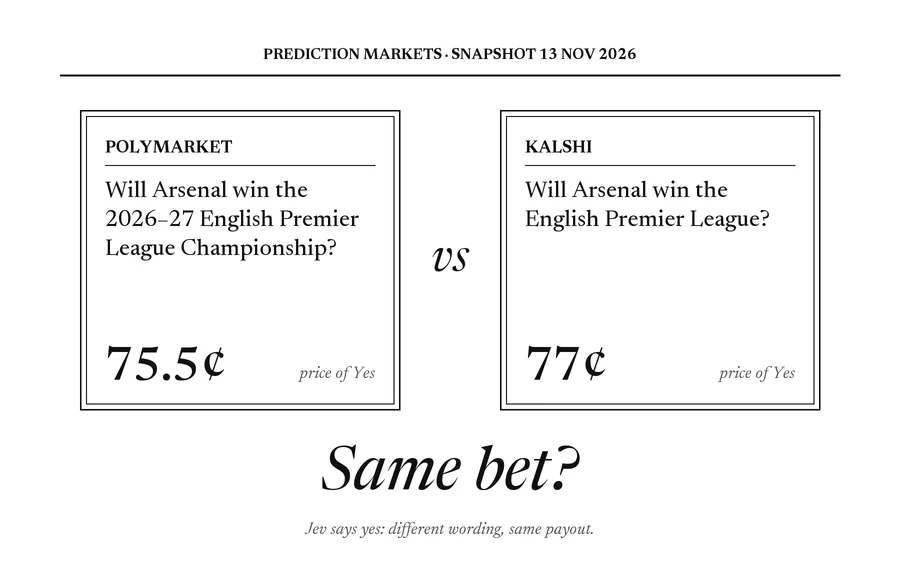 PREDICTION MARKETS · SNAPSHOT 13 NOV 2026
POLYMARKET
Will Arsenal win the
2026–27 English Premier
League Championship?
75.5¢
price of Yes
vs
KALSHI
Will Arsenal win the
English Premier League?
77¢
price of Yes
Same bet?
Jev says yes: different wording, same payout.